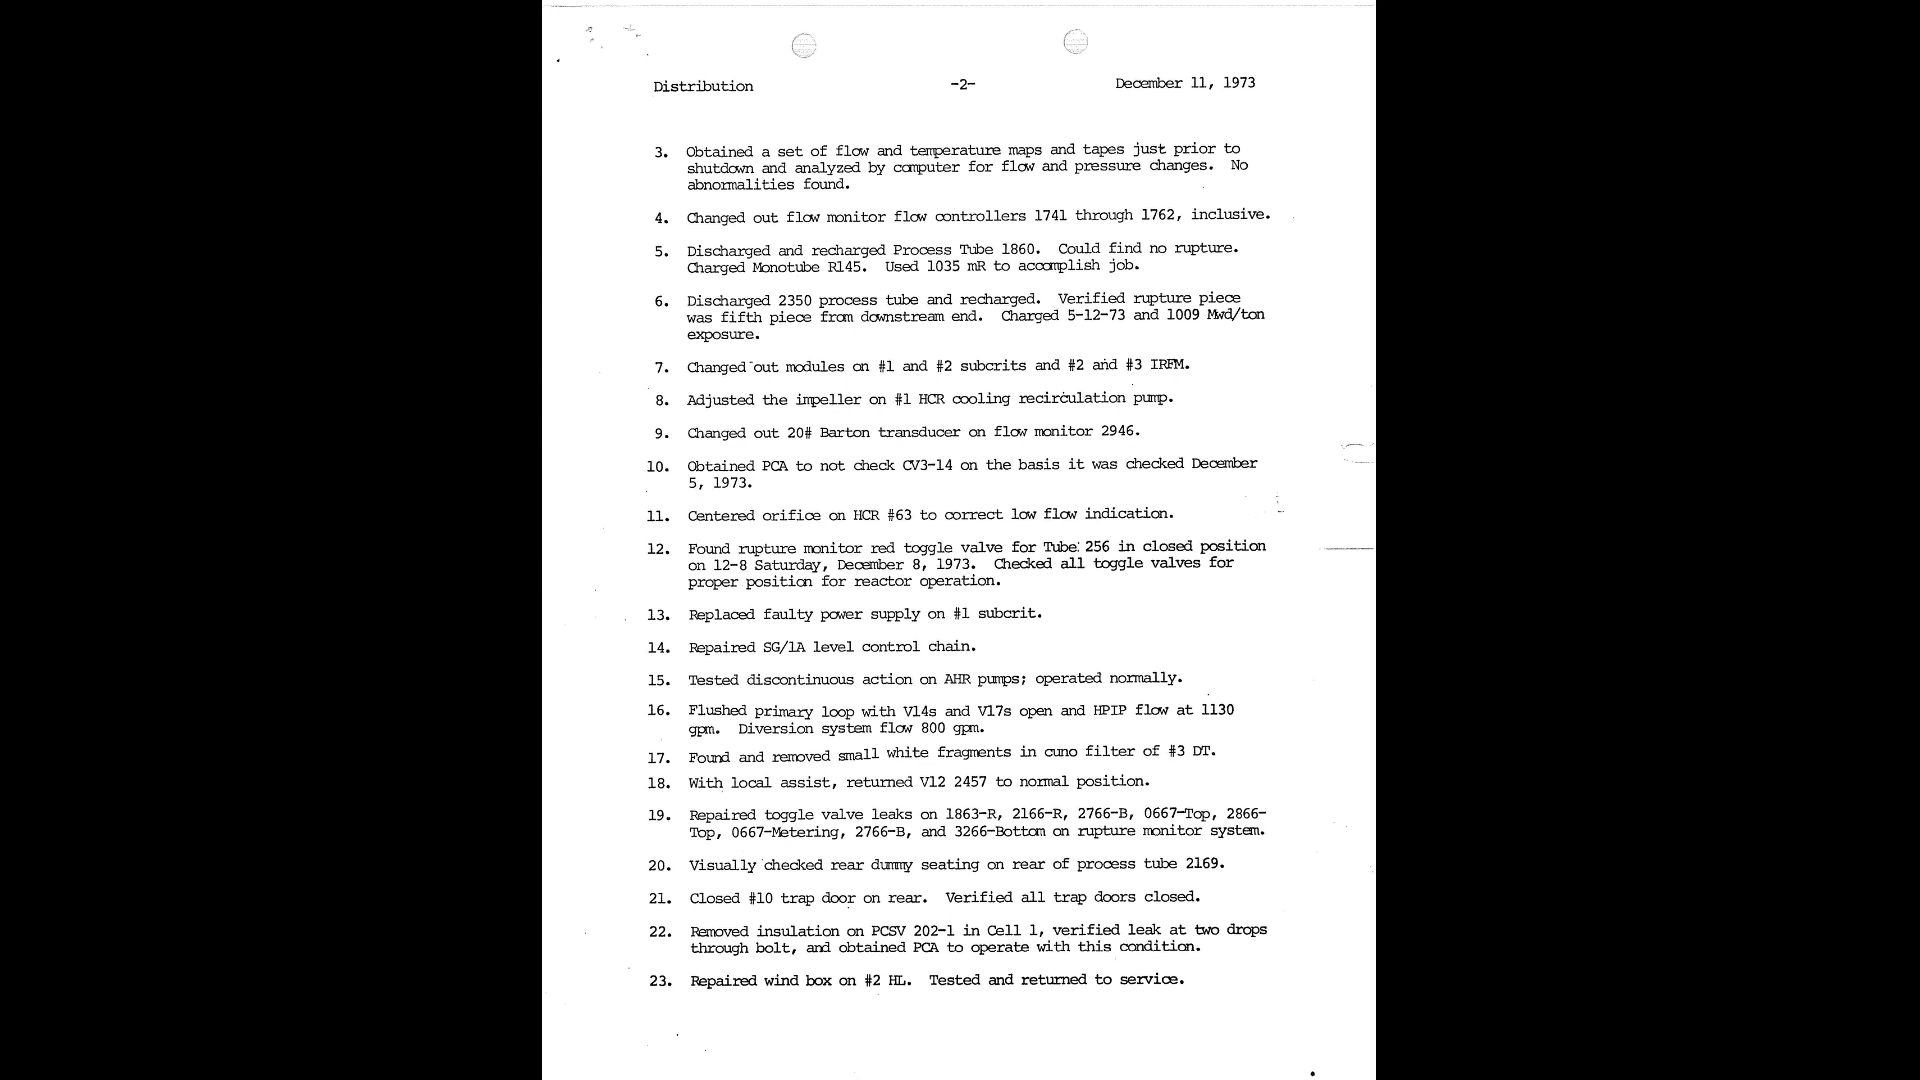 Distribution -2- December 11, 1973
3. Obtained a set of flow and temperature maps and tapes just prior to
shutdown and analyzed by computer for flow and pressure changes. No
abnormalities found.
4. Changed out flow monitor flow controllers 1741 through 1762, inclusive.
5. Discharged and recharged Process Tube 1860. Could find no rupture.
Charged Monotube R145. Used 1035 mR to accomplish job.
6. Discharged 2350 process tube and recharged. Verified rupture piece
was fifth piece from downstream end. Charged 5-12-73 and 1009 Mwd/ton
exposure.
7. Changed out modules on #1 and #2 subcrits and #2 and #3 IRFM.
8. Adjusted the impeller on #1 HCR cooling recirculation pump.
9. Changed out 20# Barton transducer on flow monitor 2946.
10. Obtained PCA to not check CV3-14 on the basis it was checked December
5, 1973.
11. Centered orifice on HCR #63 to correct low flow indication.
12. Found rupture monitor red toggle valve for Tube 256 in closed position
on 12-8 Saturday, December 8, 1973. Checked all toggle valves for
proper position for reactor operation.
13. Replaced faulty power supply on #1 subcrit.
14. Repaired SG/1A level control chain.
15. Tested discontinuous action on AHR pumps; operated normally.
16. Flushed primary loop with V14s and V17s open and HPIP flow at 1130
gpm. Diversion system flow 800 gpm.
17. Found and removed small white fragments in cuno filter of #3 DT.
18. With local assist, returned V12 2457 to normal position.
19. Repaired toggle valve leaks on 1863-R, 2166-R, 2766-B, 0667-Top, 2866-
Top, 0667-Metering, 2766-B, and 3266-Bottom on rupture monitor system.
20. Visually checked rear dummy seating on rear of process tube 2169.
21. Closed #10 trap door on rear. Verified all trap doors closed.
22. Removed insulation on PCSV 202-1 in Cell 1, verified leak at two drops
through bolt, and obtained PCA to operate with this condition.
23. Repaired wind box on #2 HL. Tested and returned to service.